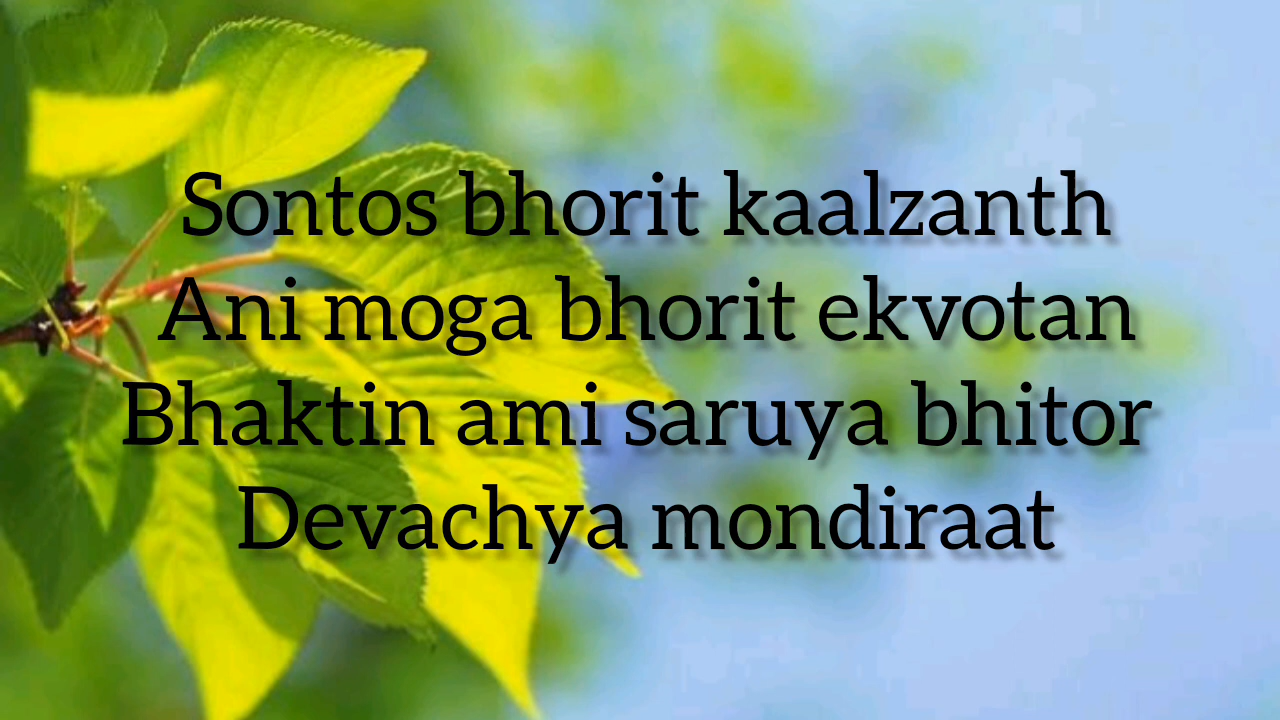 Sontos bhorit kaalzanth
Ani moga bhorit ekvotan
Bhaktin ami saruya bhitor
Devachya mondiraat